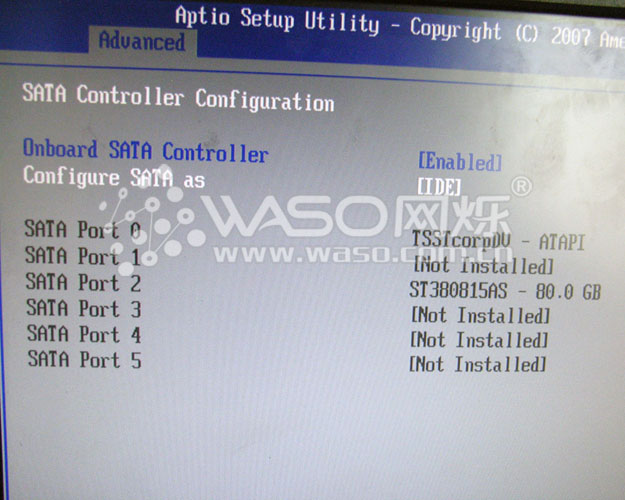 Aptio Setup Utility - Copyright (C) 2007 Ame
Advanced
SATA Controller Configuration
Onboard SATA Controller [Enabled]
Configure SATA as [IDE]
WASO网烁®
www.waso.com.cn
SATA Port 0 TSSTcorpDV - ATAPI
SATA Port 1 [Not Installed]
SATA Port 2 ST380815AS - 80.0 GB
SATA Port 3 [Not Installed]
SATA Port 4 [Not Installed]
SATA Port 5 [Not Installed]